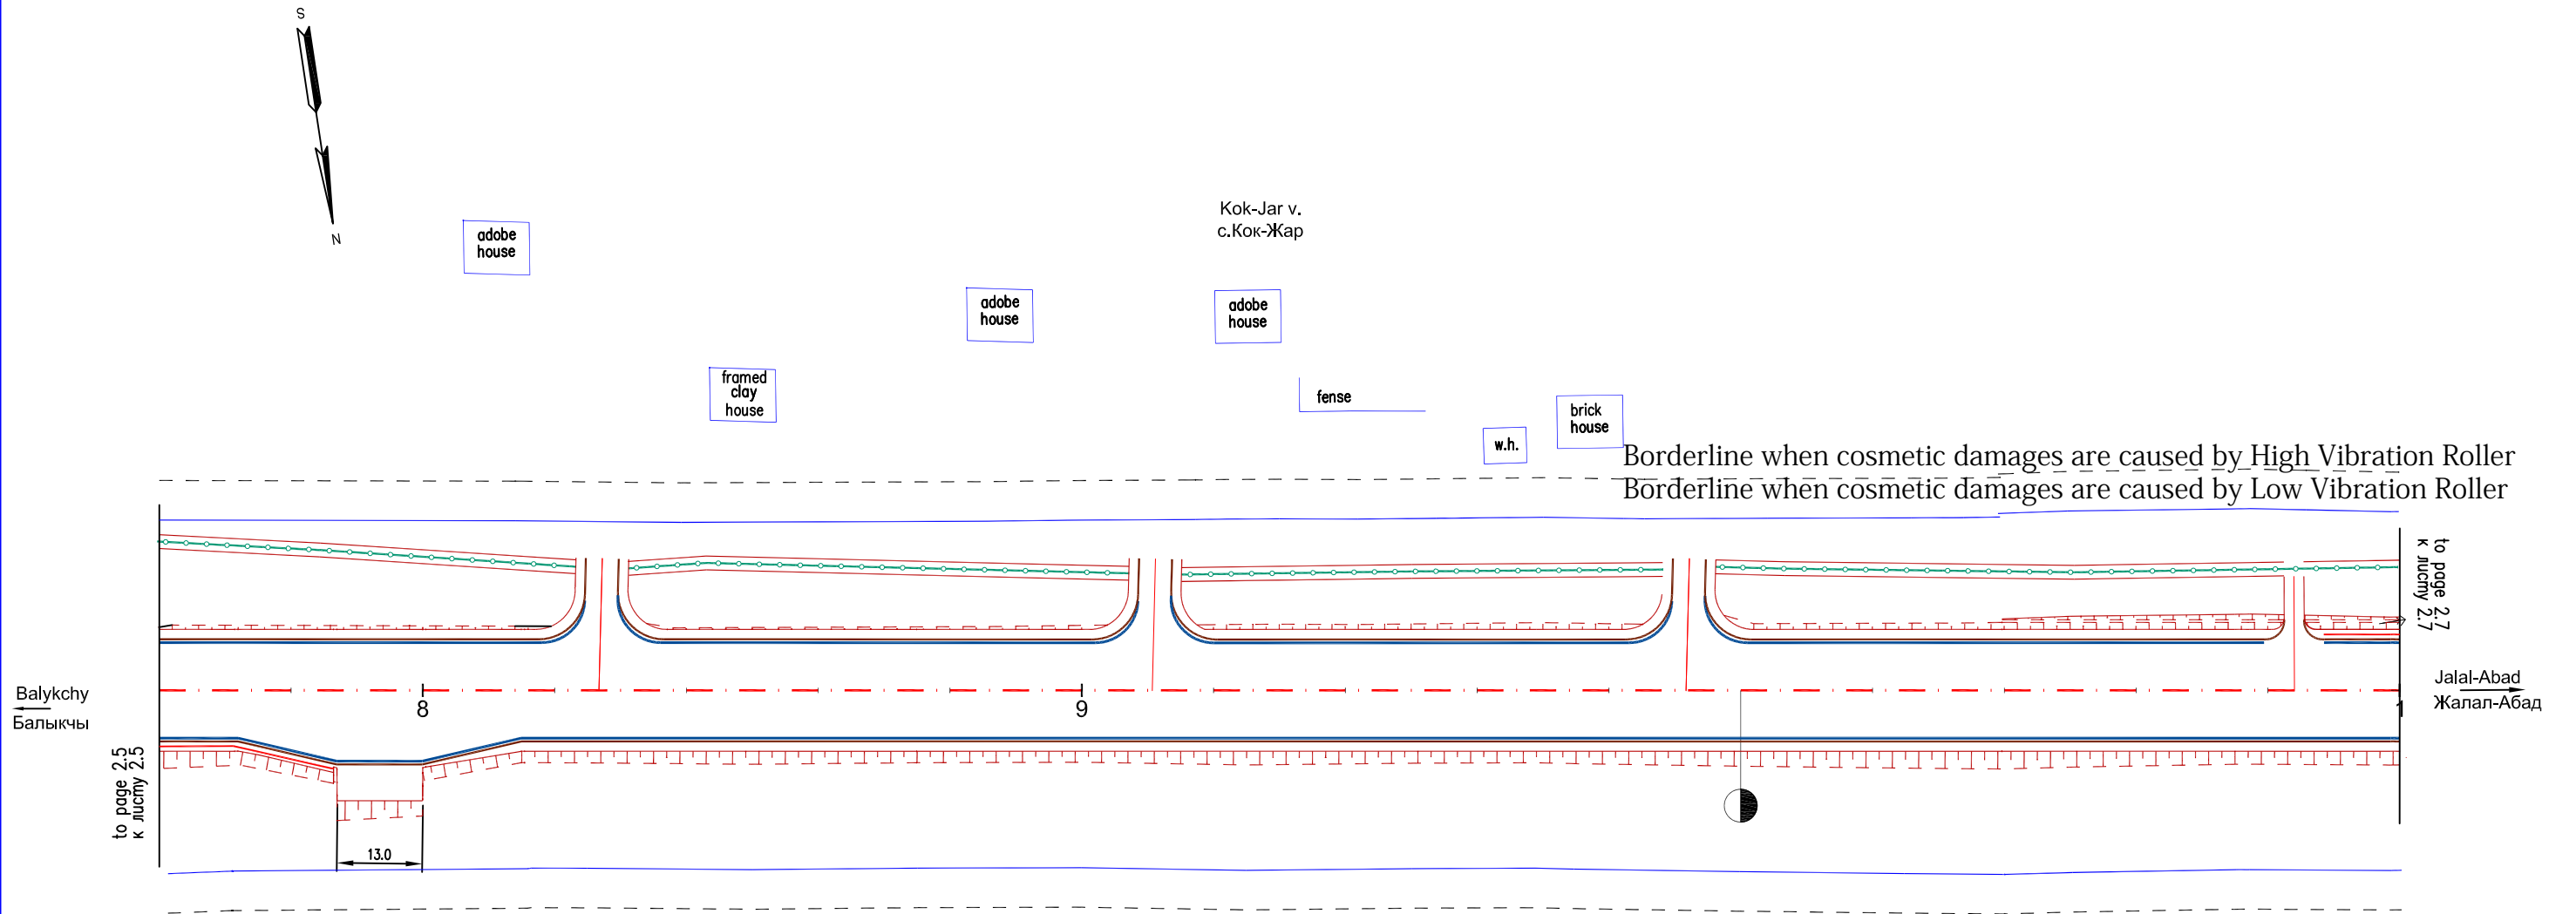 S
N
adobe
house
Kok-Jar v.
с.Кок-Жар
adobe
house
adobe
house
framed
clay
house
fense
brick
house
w.h.
Borderline when cosmetic damages are caused by High Vibration Roller
Borderline when cosmetic damages are caused by Low Vibration Roller
to page 2.7
к листу 2.7
Balykchy
Балыкчы
8
9
1
Jalal-Abad
Жалал-Абад
to page 2.5
к листу 2.5
13.0